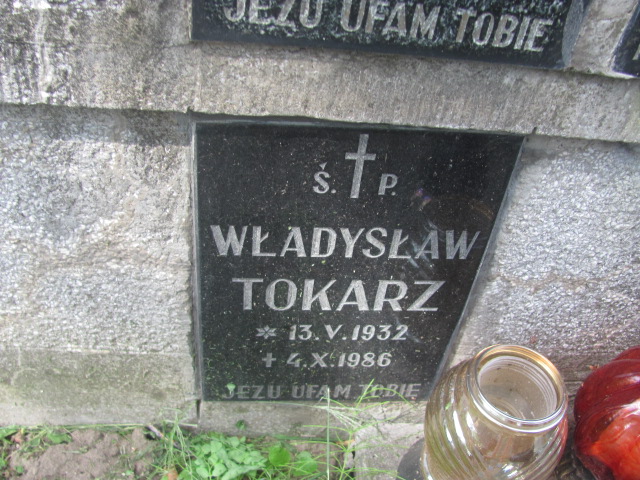 JEZU UFAM TOBIE
Ś. P.
WŁADYSŁAW
TOKARZ
* 13.V.1932
+ 4.X.1986
JEZU UFAM TOBIE